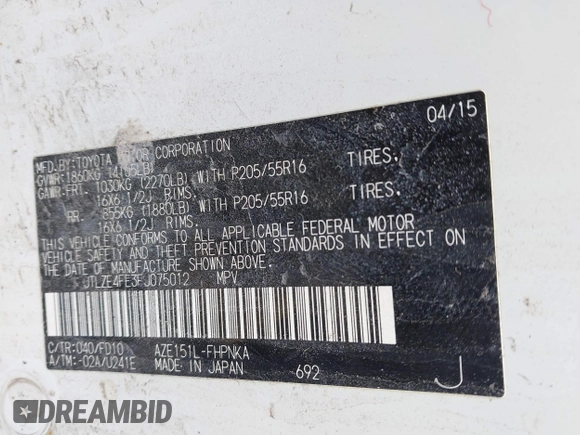 04/15
MFD.BY:TOYOTA MOTOR CORPORATION
GVWR:1860KG (4105LB)
GAWR:FRT. 1030KG (2270LB) WITH P205/55R16 TIRES.
16X6 1/2J RIMS.
RR. 855KG (1880LB) WITH P205/55R16 TIRES.
16X6 1/2J RIMS.
THIS VEHICLE CONFORMS TO ALL APPLICABLE FEDERAL MOTOR
VEHICLE SAFETY STANDARDS IN EFFECT ON
THE DATE OF MANUFACTURE SHOWN ABOVE.
JTLZE4FE3FJ075012 MPV
C/TR:040/FD10 AZE151L-FHPNKA
A/TM:-02A/U241E MADE IN JAPAN 692 J
DREAMBID